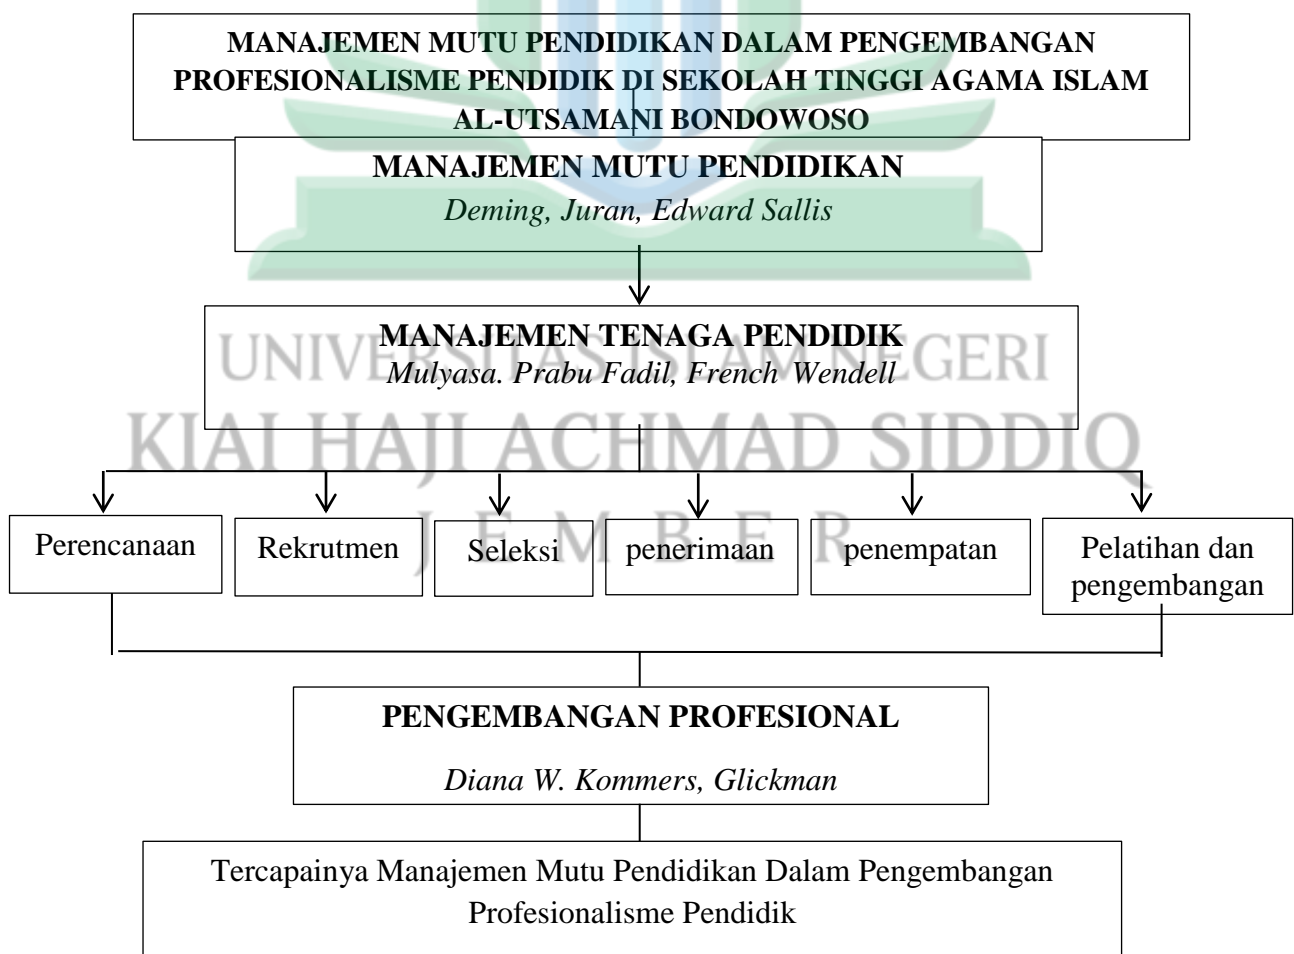 MANAJEMEN MUTU PENDIDIKAN DALAM PENGEMBANGAN
PROFESIONALISME PENDIDIK DI SEKOLAH TINGGI AGAMA ISLAM
AL-UTSAMANI BONDOWOSO
MANAJEMEN MUTU PENDIDIKAN
Deming, Juran, Edward Sallis
MANAJEMEN TENAGA PENDIDIK
Mulyasa. Prabu Fadil, French Wendell
UNIVERSITAS ISLAM NEGERI
KIAI HAJI ACHMAD SIDDIQ
JEMBER
Perencanaan
Rekrutmen
Seleksi
penerimaan
penempatan
Pelatihan dan
pengembangan
PENGEMBANGAN PROFESIONAL
Diana W. Kommers, Glickman
Tercapainya Manajemen Mutu Pendidikan Dalam Pengembangan
Profesionalisme Pendidik